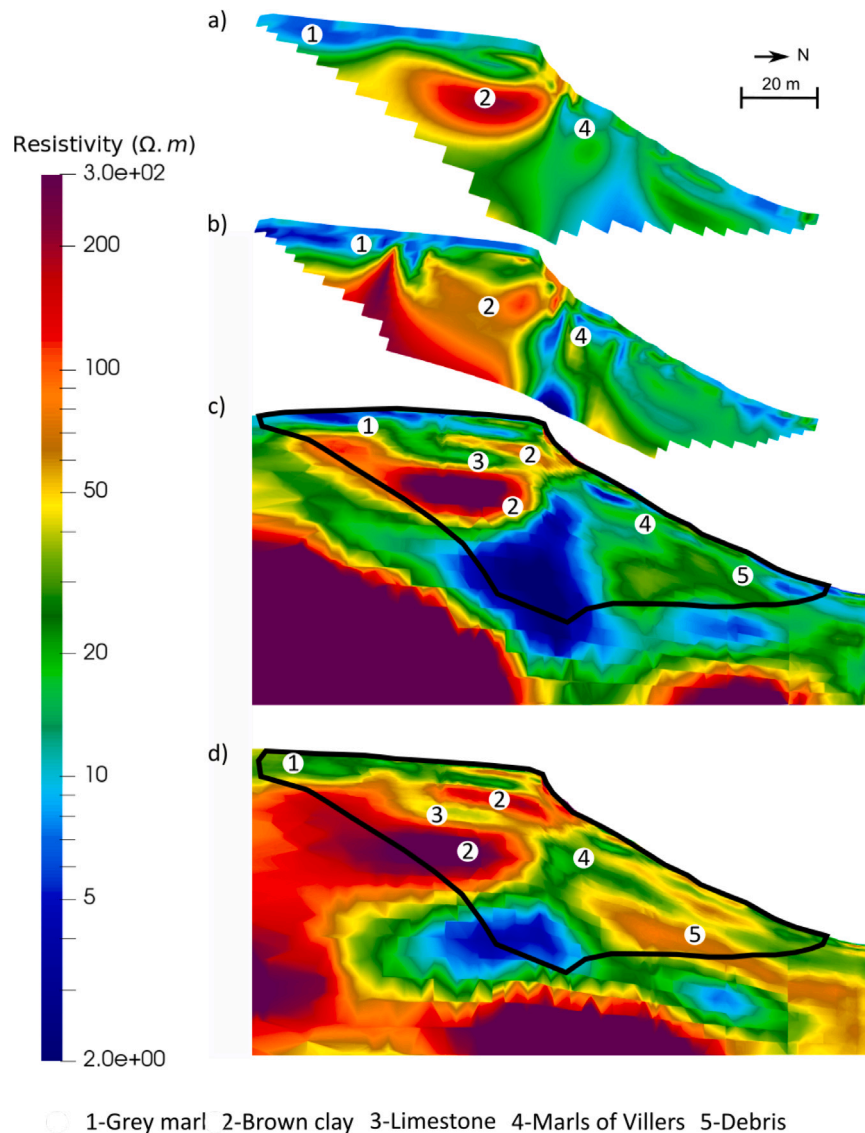 a)
1
N
20 m
2
4
Resistivity (Ω. m)
3.0e+02
200
100
50
20
10
5
2.0e+00
b)
1
2
4
c)
1
2
3
2
4
5
d)
1
2
3
4
2
5
1-Grey marl 2-Brown clay 3-Limestone 4-Marls of Villers 5-Debris